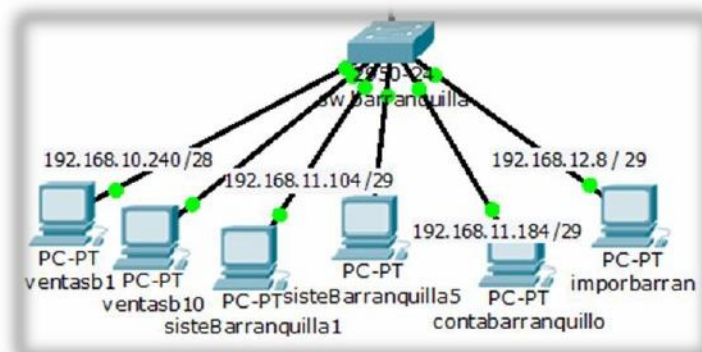 2950-24
sw.barranquilla
192.168.10.240 /28
192.168.11.104 /29
192.168.12.8 / 29
192.168.11.184 /29
PC-PT
ventasb1
PC-PT
ventasb10
PC-PT
sisteBarranquilla1
PC-PT
sisteBarranquilla5
PC-PT
contabarranquillo
PC-PT
imporbarran